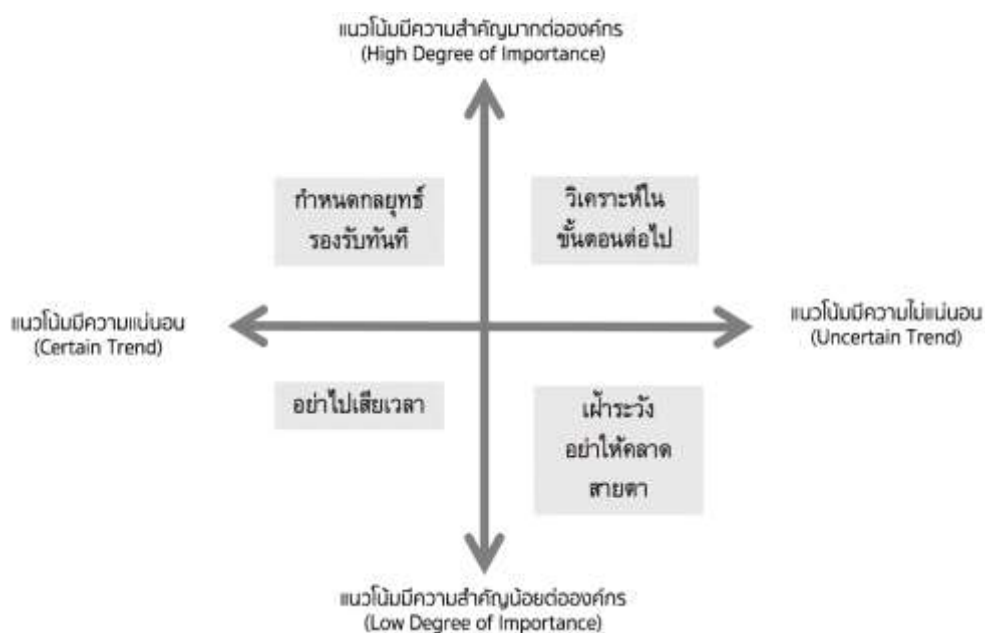 แนวโน้มมีความสำคัญมากต่อองค์กร
(High Degree of Importance)
กำหนดกลยุทธ์
รองรับทันที
วิเคราะห์ใน
ขั้นตอนต่อไป
แนวโน้มมีความแน่นอน
(Certain Trend)
แนวโน้มมีความไม่แน่นอน
(Uncertain Trend)
อย่าไปเสียเวลา
เฝ้าระวัง
อย่าให้คลาด
สายตา
แนวโน้มมีความสำคัญน้อยต่อองค์กร
(Low Degree of Importance)